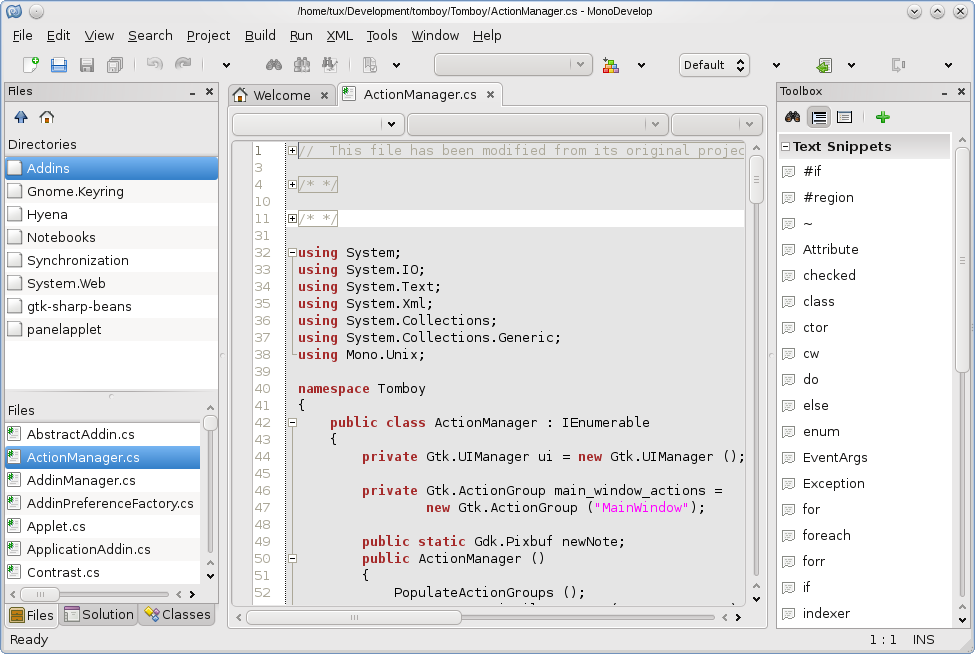 /home/tux/Development/tomboy/Tomboy/ActionManager.cs - MonoDevelop
File Edit View Search Project Build Run XML Tools Window Help
Default
Files
Directories
Addins
Gnome.Keyring
Hyena
Notebooks
Synchronization
System.Web
gtk-sharp-beans
panelapplet
Files
AbstractAddin.cs
ActionManager.cs
AddinManager.cs
AddinPreferenceFactory.cs
Applet.cs
ApplicationAddin.cs
Contrast.cs
Files Solution Classes
Welcome ActionManager.cs
1 // This file has been modified from its original projec
3
4 /* */
10
11 /* */
31
32 using System;
33 using System.IO;
34 using System.Text;
35 using System.Xml;
36 using System.Collections;
37 using System.Collections.Generic;
38 using Mono.Unix;
39
40 namespace Tomboy
41 {
42 public class ActionManager : IEnumerable
43 {
44 private Gtk.UIManager ui = new Gtk.UIManager ();
45
46 private Gtk.ActionGroup main_window_actions =
47 new Gtk.ActionGroup ("MainWindow");
48
49 public static Gdk.Pixbuf newNote;
50 public ActionManager ()
51 {
52 PopulateActionGroups ();
Toolbox
Text Snippets
#if
#region
~
Attribute
checked
class
ctor
cw
do
else
enum
EventArgs
Exception
for
foreach
forr
if
indexer
Ready
1 : 1 INS